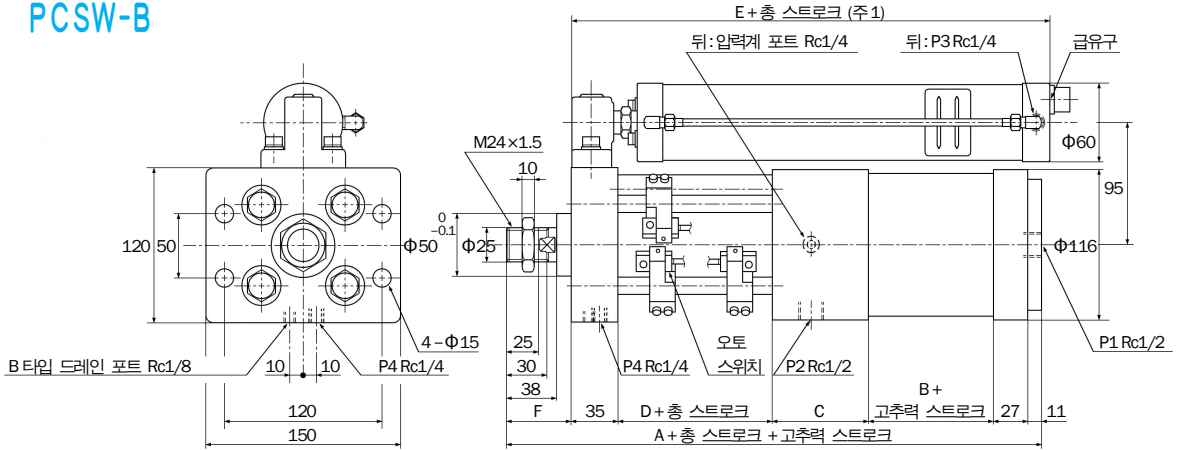 PCSW-B
E+총 스트로크 (주1)
뒤:압력계 포트 Rc1/4
뒤:P3 Rc1/4
급유구
M24×1.5
10
Φ60
95
120
50
Φ50
0
-0.1
Φ25
Φ116
4-Φ15
25
30
38
오토
스위치
B타입 드레인 포트 Rc1/8
10
10
P4 Rc1/4
P4 Rc1/4
P2 Rc1/2
P1 Rc1/2
120
150
F
35
D+총 스트로크
C
B+
고추력 스트로크
27
11
A+총 스트로크+고추력 스트로크